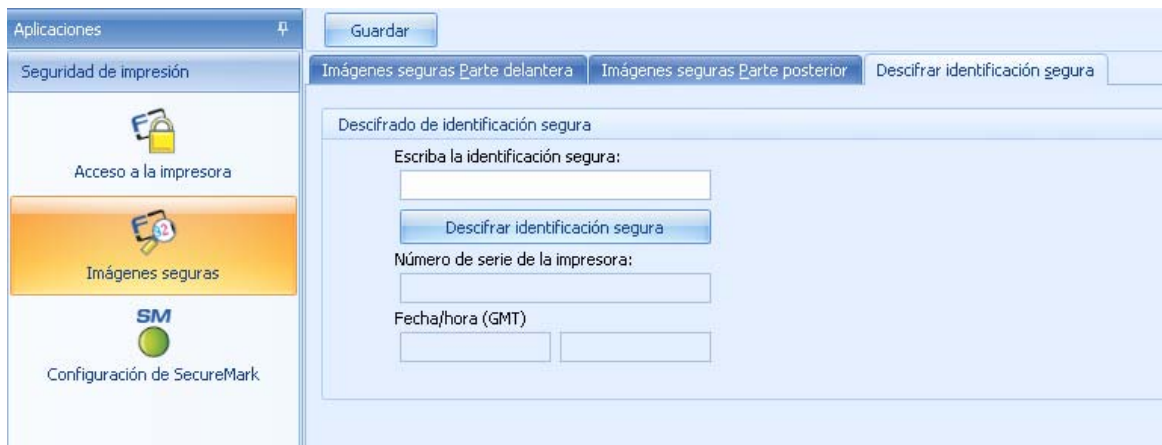 Aplicaciones
Seguridad de impresión
Acceso a la impresora
Imágenes seguras
SM
Configuración de SecureMark
Guardar
Imágenes seguras Parte delantera
Imágenes seguras Parte posterior
Descifrar identificación segura
Descifrado de identificación segura
Escriba la identificación segura:
Descifrar identificación segura
Número de serie de la impresora:
Fecha/hora (GMT)